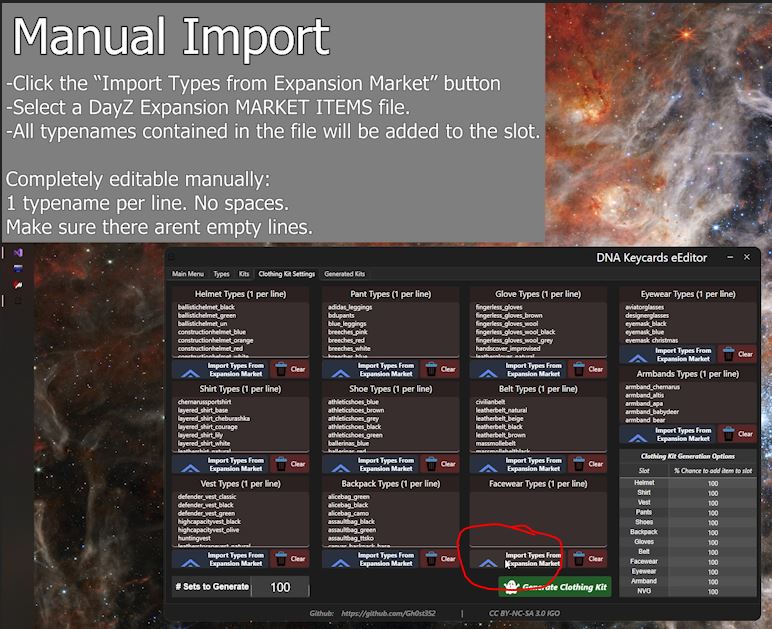 Manual Import
-Click the “Import Types from Expansion Market” button
-Select a DayZ Expansion MARKET ITEMS file.
-All typenames contained in the file will be added to the slot.
Completely editable manually:
1 typename per line. No spaces.
Make sure there arent empty lines.
DNA Keycards eEditor
Main Menu Types Kits Clothing Kit Settings Generated Kits
Helmet Types (1 per line)
ballistichelmet_black
ballistichelmet_green
ballistichelmet_un
constructionhelmet_blue
constructionhelmet_orange
constructionhelmet_red
constructionhelmet_white
Import Types From
Expansion Market
Clear
Pant Types (1 per line)
adidas_leggings
bdupants
blue_leggings
breeches_pink
breeches_red
breeches_white
breeches_blue
Import Types From
Expansion Market
Clear
Glove Types (1 per line)
fingerless_gloves
fingerless_gloves_brown
fingerless_gloves_wool
fingerless_gloves_wool_black
fingerless_gloves_wool_grey
handscover_improvised
leathergloves_natural
Import Types From
Expansion Market
Clear
Eyewear Types (1 per line)
aviatorglasses
designerglasses
eyemask_black
eyemask_blue
eyemask_christmas
Import Types From
Expansion Market
Clear
Shirt Types (1 per line)
chernarussportshirt
layered_shirt_base
layered_shirt_cheburashka
layered_shirt_courage
layered_shirt_lily
layered_shirt_white
Import Types From
Expansion Market
Clear
Shoe Types (1 per line)
athleticshoes_blue
athleticshoes_brown
athleticshoes_grey
athleticshoes_black
athleticshoes_green
ballerinas_blue
ballerinas_red
Import Types From
Expansion Market
Clear
Belt Types (1 per line)
civilianbelt
leatherbelt_natural
leatherbelt_beige
leatherbelt_black
leatherbelt_brown
massmollebelt
massmollebeltblack
Import Types From
Expansion Market
Clear
Armbands Types (1 per line)
armband_chernarus
armband_altis
armband_apa
armband_babydeer
armband_bear
Import Types From
Expansion Market
Clear
Vest Types (1 per line)
defender_vest_classic
defender_vest_black
defender_vest_green
highcapacityvest_black
highcapacityvest_olive
huntingvest
Import Types From
Expansion Market
Clear
Backpack Types (1 per line)
alicebag_green
alicebag_black
alicebag_camo
assaultbag_black
assaultbag_green
assaultbag_ttsko
Import Types From
Expansion Market
Clear
Facewear Types (1 per line)
Import Types From
Expansion Market
Clear
Clothing Kit Generation Options
Slot % Chance to add item to slot
Helmet 100
Shirt 100
Vest 100
Pants 100
Shoes 100
Backpack 100
Gloves 100
Belt 100
Facewear 100
Eyewear 100
Armband 100
NVG 100
# Sets to Generate 100
Generate Clothing Kit
Github: https://github.com/Gh0st352 | CC BY-NC-SA 3.0 IGO